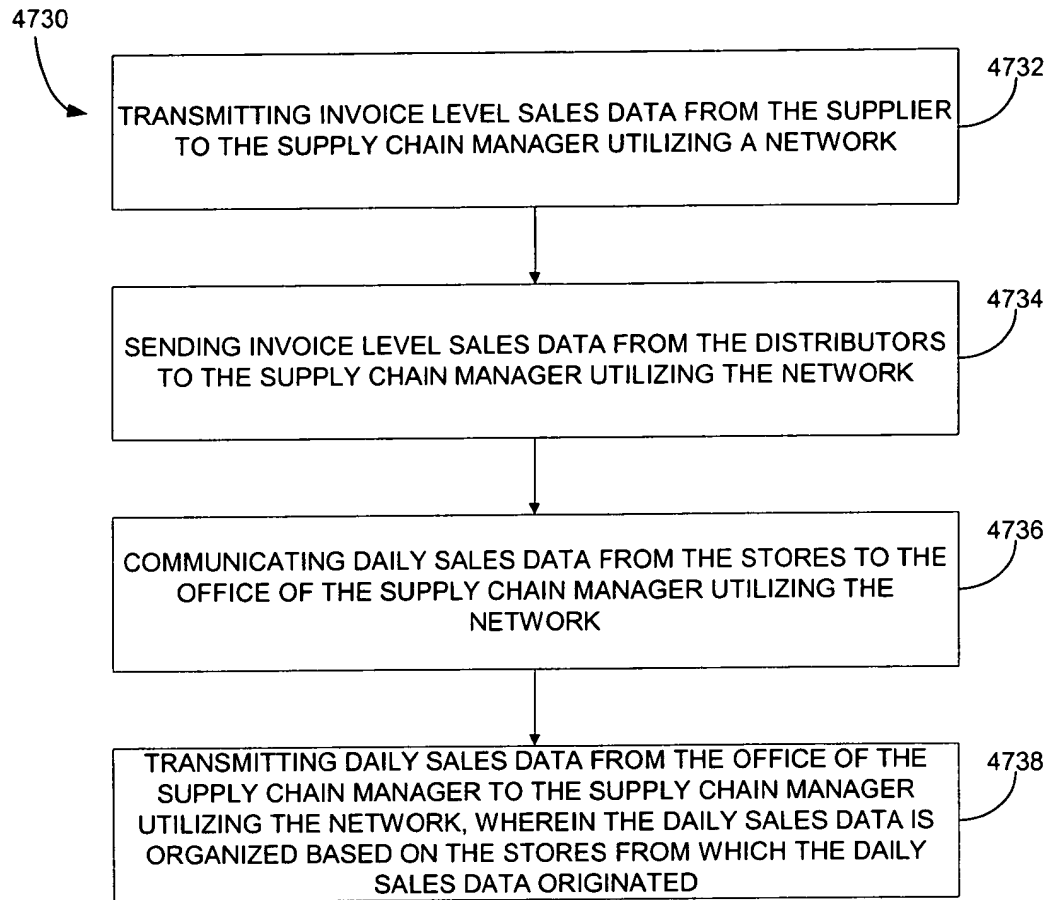 4730
4732
TRANSMITTING INVOICE LEVEL SALES DATA FROM THE SUPPLIER
TO THE SUPPLY CHAIN MANAGER UTILIZING A NETWORK
4734
SENDING INVOICE LEVEL SALES DATA FROM THE DISTRIBUTORS
TO THE SUPPLY CHAIN MANAGER UTILIZING THE NETWORK
4736
COMMUNICATING DAILY SALES DATA FROM THE STORES TO THE
OFFICE OF THE SUPPLY CHAIN MANAGER UTILIZING THE
NETWORK
4738
TRANSMITTING DAILY SALES DATA FROM THE OFFICE OF THE
SUPPLY CHAIN MANAGER TO THE SUPPLY CHAIN MANAGER
UTILIZING THE NETWORK, WHEREIN THE DAILY SALES DATA IS
ORGANIZED BASED ON THE STORES FROM WHICH THE DAILY
SALES DATA ORIGINATED